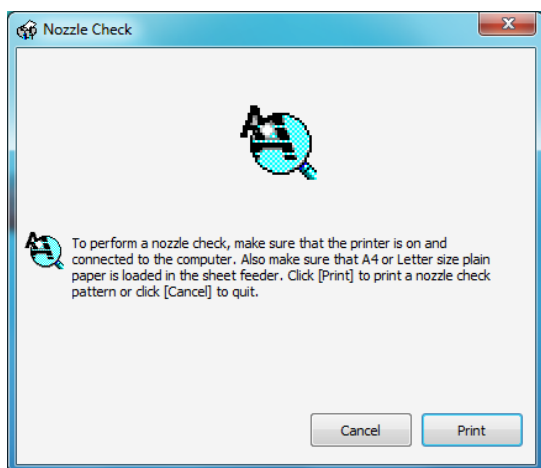 Nozzle Check
To perform a nozzle check, make sure that the printer is on and
connected to the computer. Also make sure that A4 or Letter size plain
paper is loaded in the sheet feeder. Click [Print] to print a nozzle check
pattern or click [Cancel] to quit.
Cancel Print